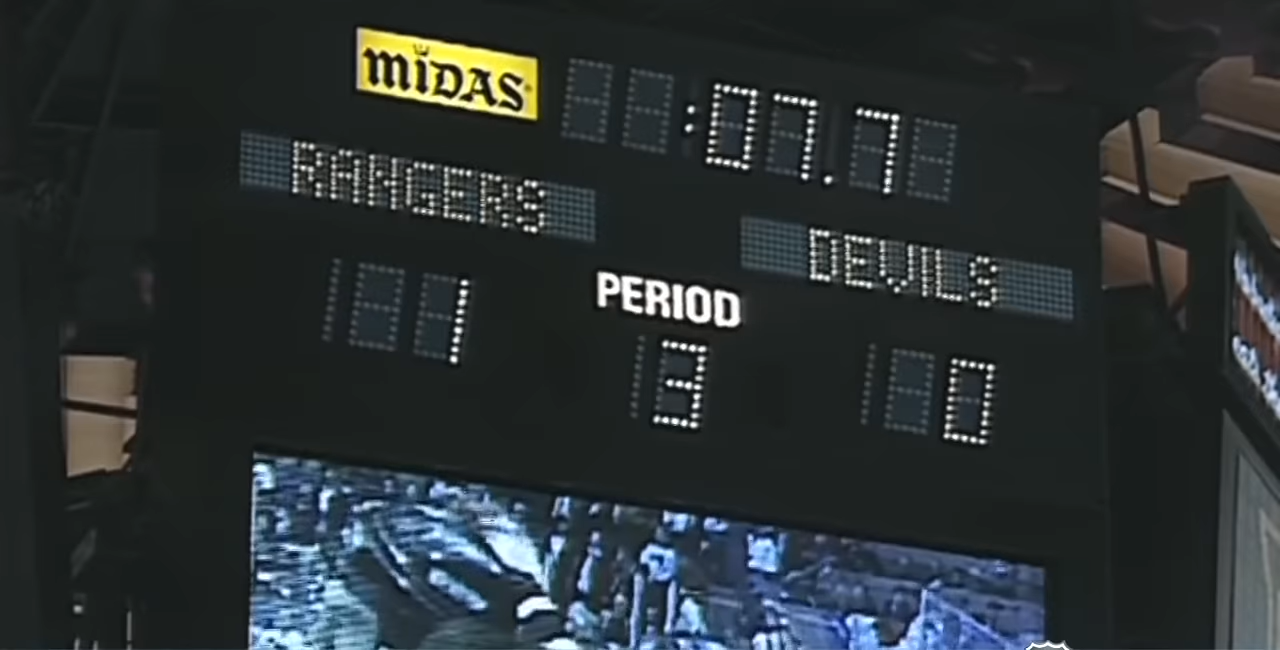 MIDAS
:07.7
RANGERS
DEVILS
PERIOD
1
3
0